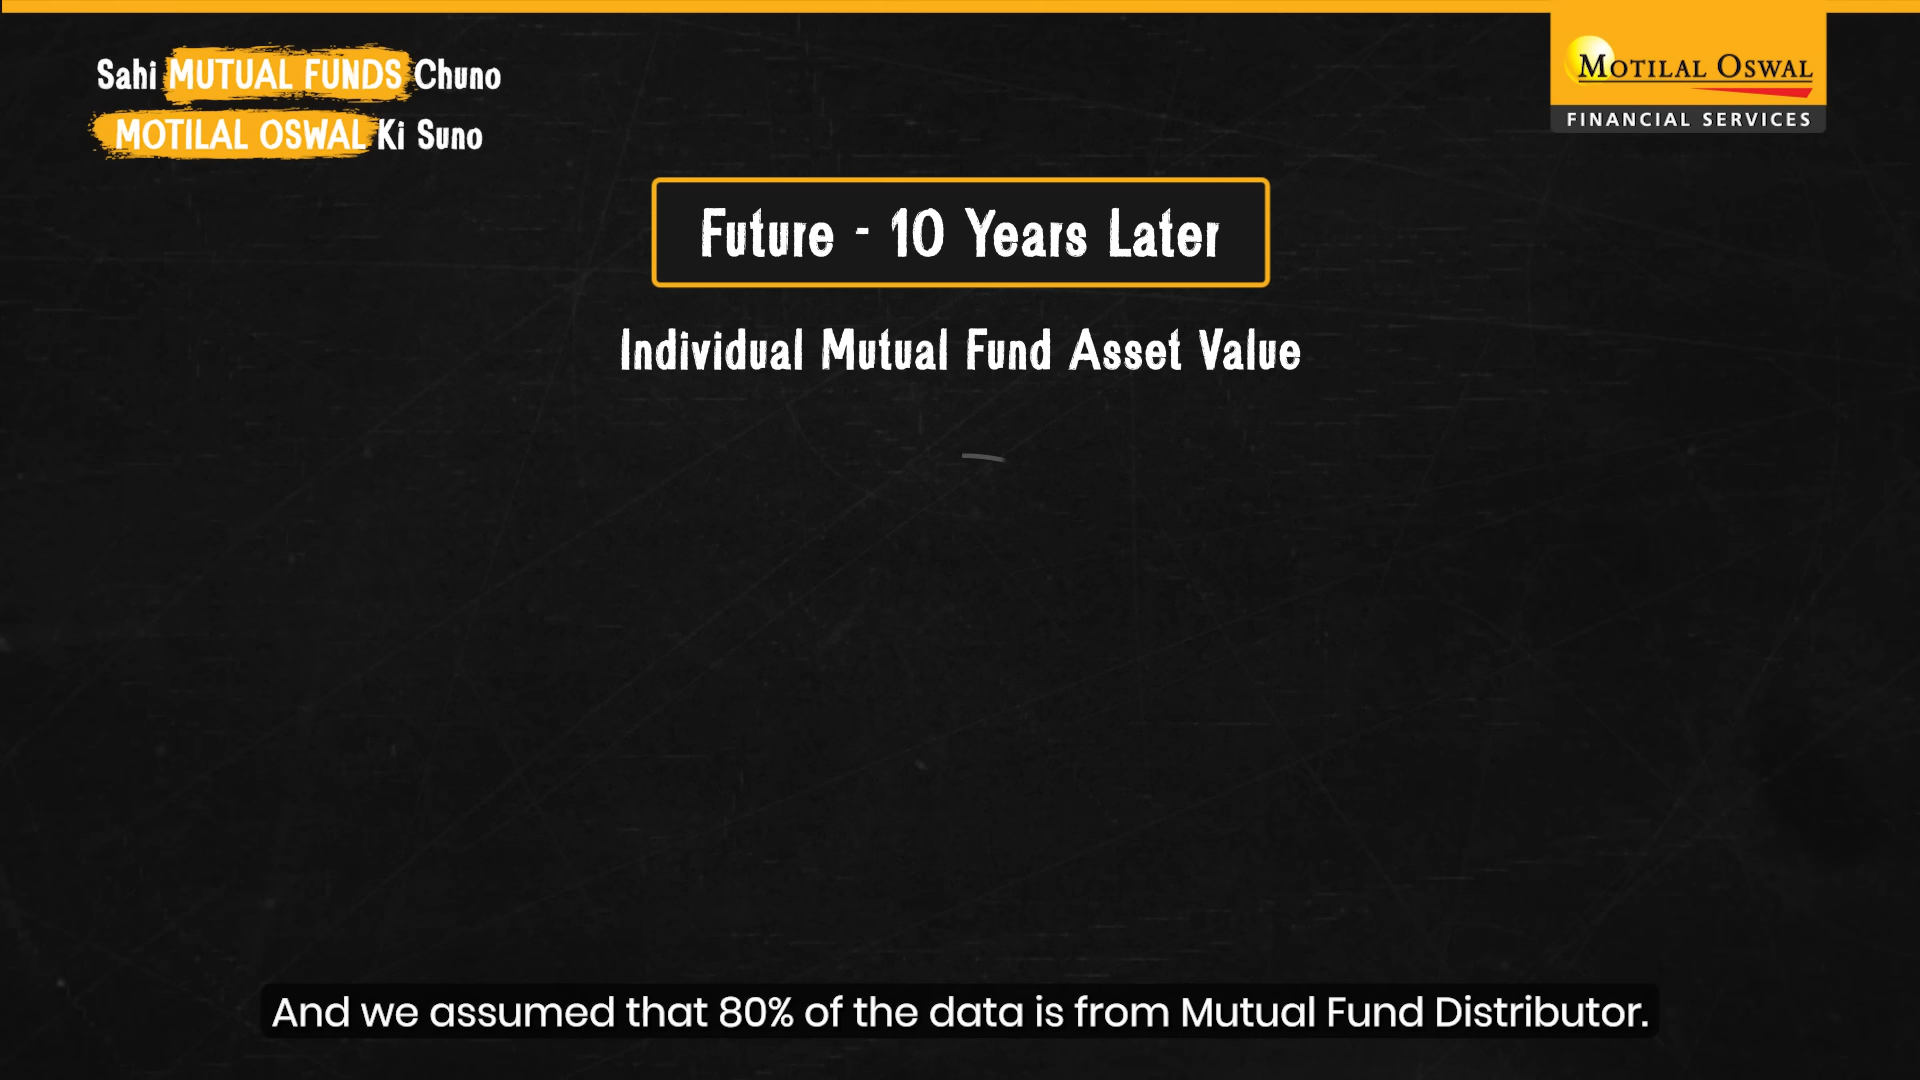 Sahi MUTUAL FUNDS Chuno
MOTILAL OSWAL Ki Suno
MOTILAL OSWAL
FINANCIAL SERVICES
Future - 10 Years Later
Individual Mutual Fund Asset Value
And we assumed that 80% of the data is from Mutual Fund Distributor.